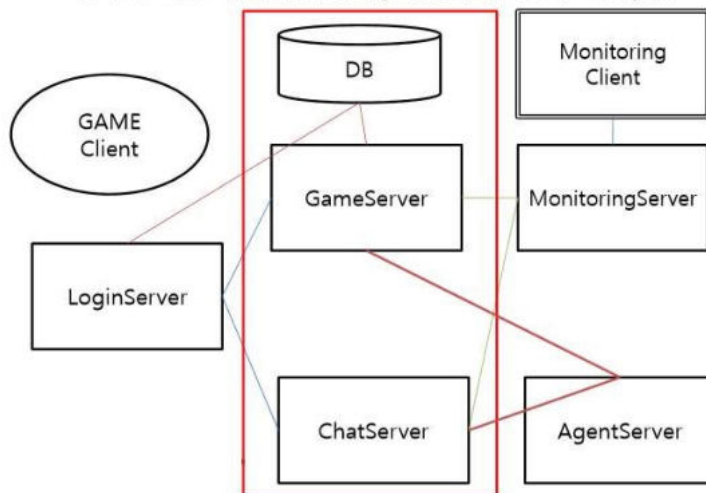 DB
Monitoring
Client
GAME
Client
GameServer
MonitoringServer
LoginServer
ChatServer
AgentServer